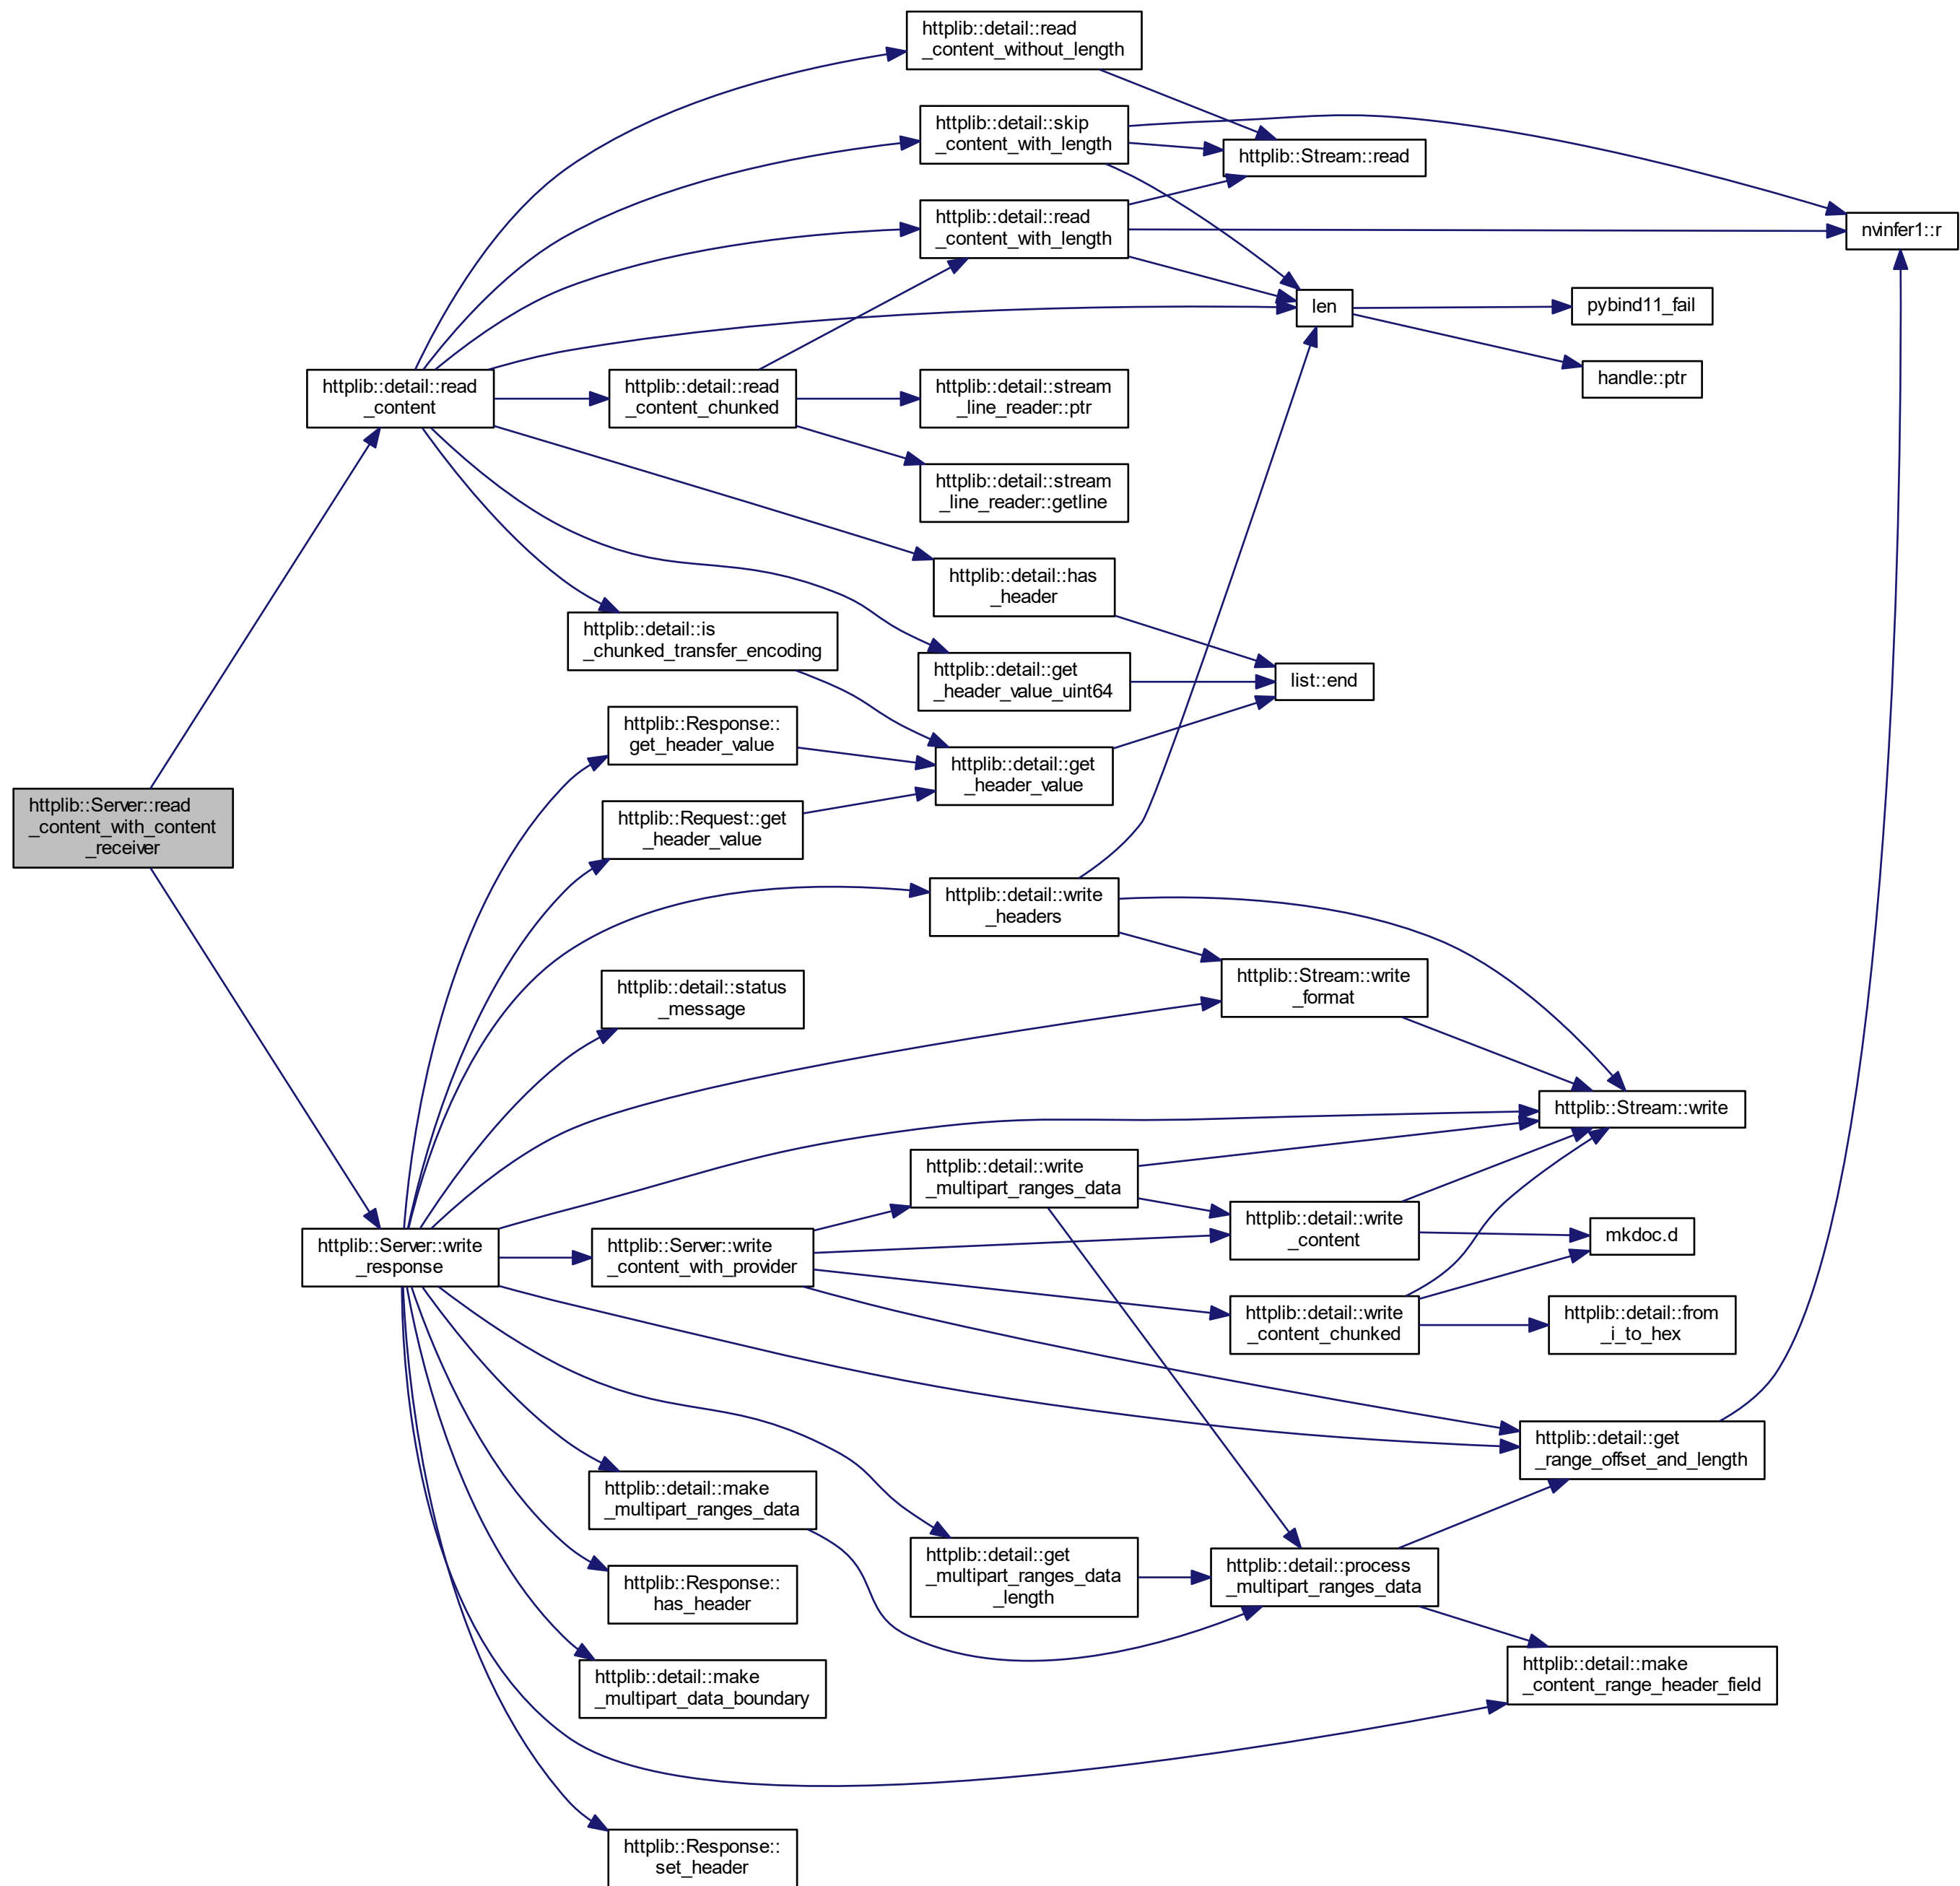 httplib::detail::read
_content_without_length
httplib::detail::skip
_content_with_length
httplib::Stream::read
httplib::detail::read
_content_with_length
nvinfer1::r
len
pybind11_fail
handle::ptr
httplib::detail::read
_content
httplib::detail::read
_content_chunked
httplib::detail::stream
_line_reader::ptr
httplib::detail::stream
_line_reader::getline
httplib::detail::has
_header
httplib::detail::is
_chunked_transfer_encoding
httplib::detail::get
_header_value_uint64
list::end
httplib::Response::
get_header_value
httplib::detail::get
_header_value
httplib::Server::read
_content_with_content
_receiver
httplib::Request::get
_header_value
httplib::detail::write
_headers
httplib::detail::status
_message
httplib::Stream::write
_format
httplib::Stream::write
httplib::detail::write
_multipart_ranges_data
httplib::Server::write
_response
httplib::Server::write
_content_with_provider
httplib::detail::write
_content
mkdoc.d
httplib::detail::write
_content_chunked
httplib::detail::from
_i_to_hex
httplib::detail::get
_range_offset_and_length
httplib::detail::make
_multipart_ranges_data
httplib::detail::get
_multipart_ranges_data
_length
httplib::detail::process
_multipart_ranges_data
httplib::Response::
has_header
httplib::detail::make
_multipart_data_boundary
httplib::detail::make
_content_range_header_field
httplib::Response::
set_header